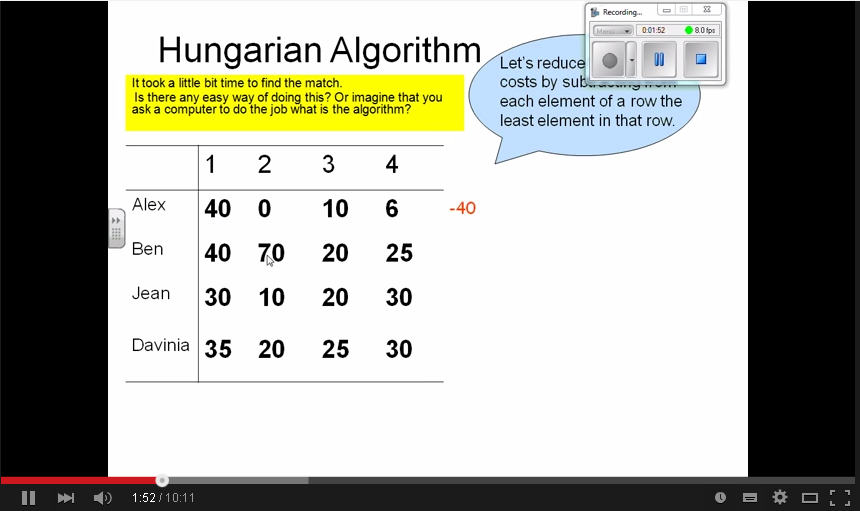 Recording...
Menu
0:01:52
8.0 fps
Hungarian Algorithm
It took a little bit time to find the match.
Is there any easy way of doing this? Or imagine that you
ask a computer to do the job what is the algorithm?
Let's reduce
costs by subtracting from
each element of a row the
least element in that row.
1 2 3 4
Alex 40 0 10 6 -40
Ben 40 70 20 25
Jean 30 10 20 30
Davinia 35 20 25 30
1:52 / 10:11